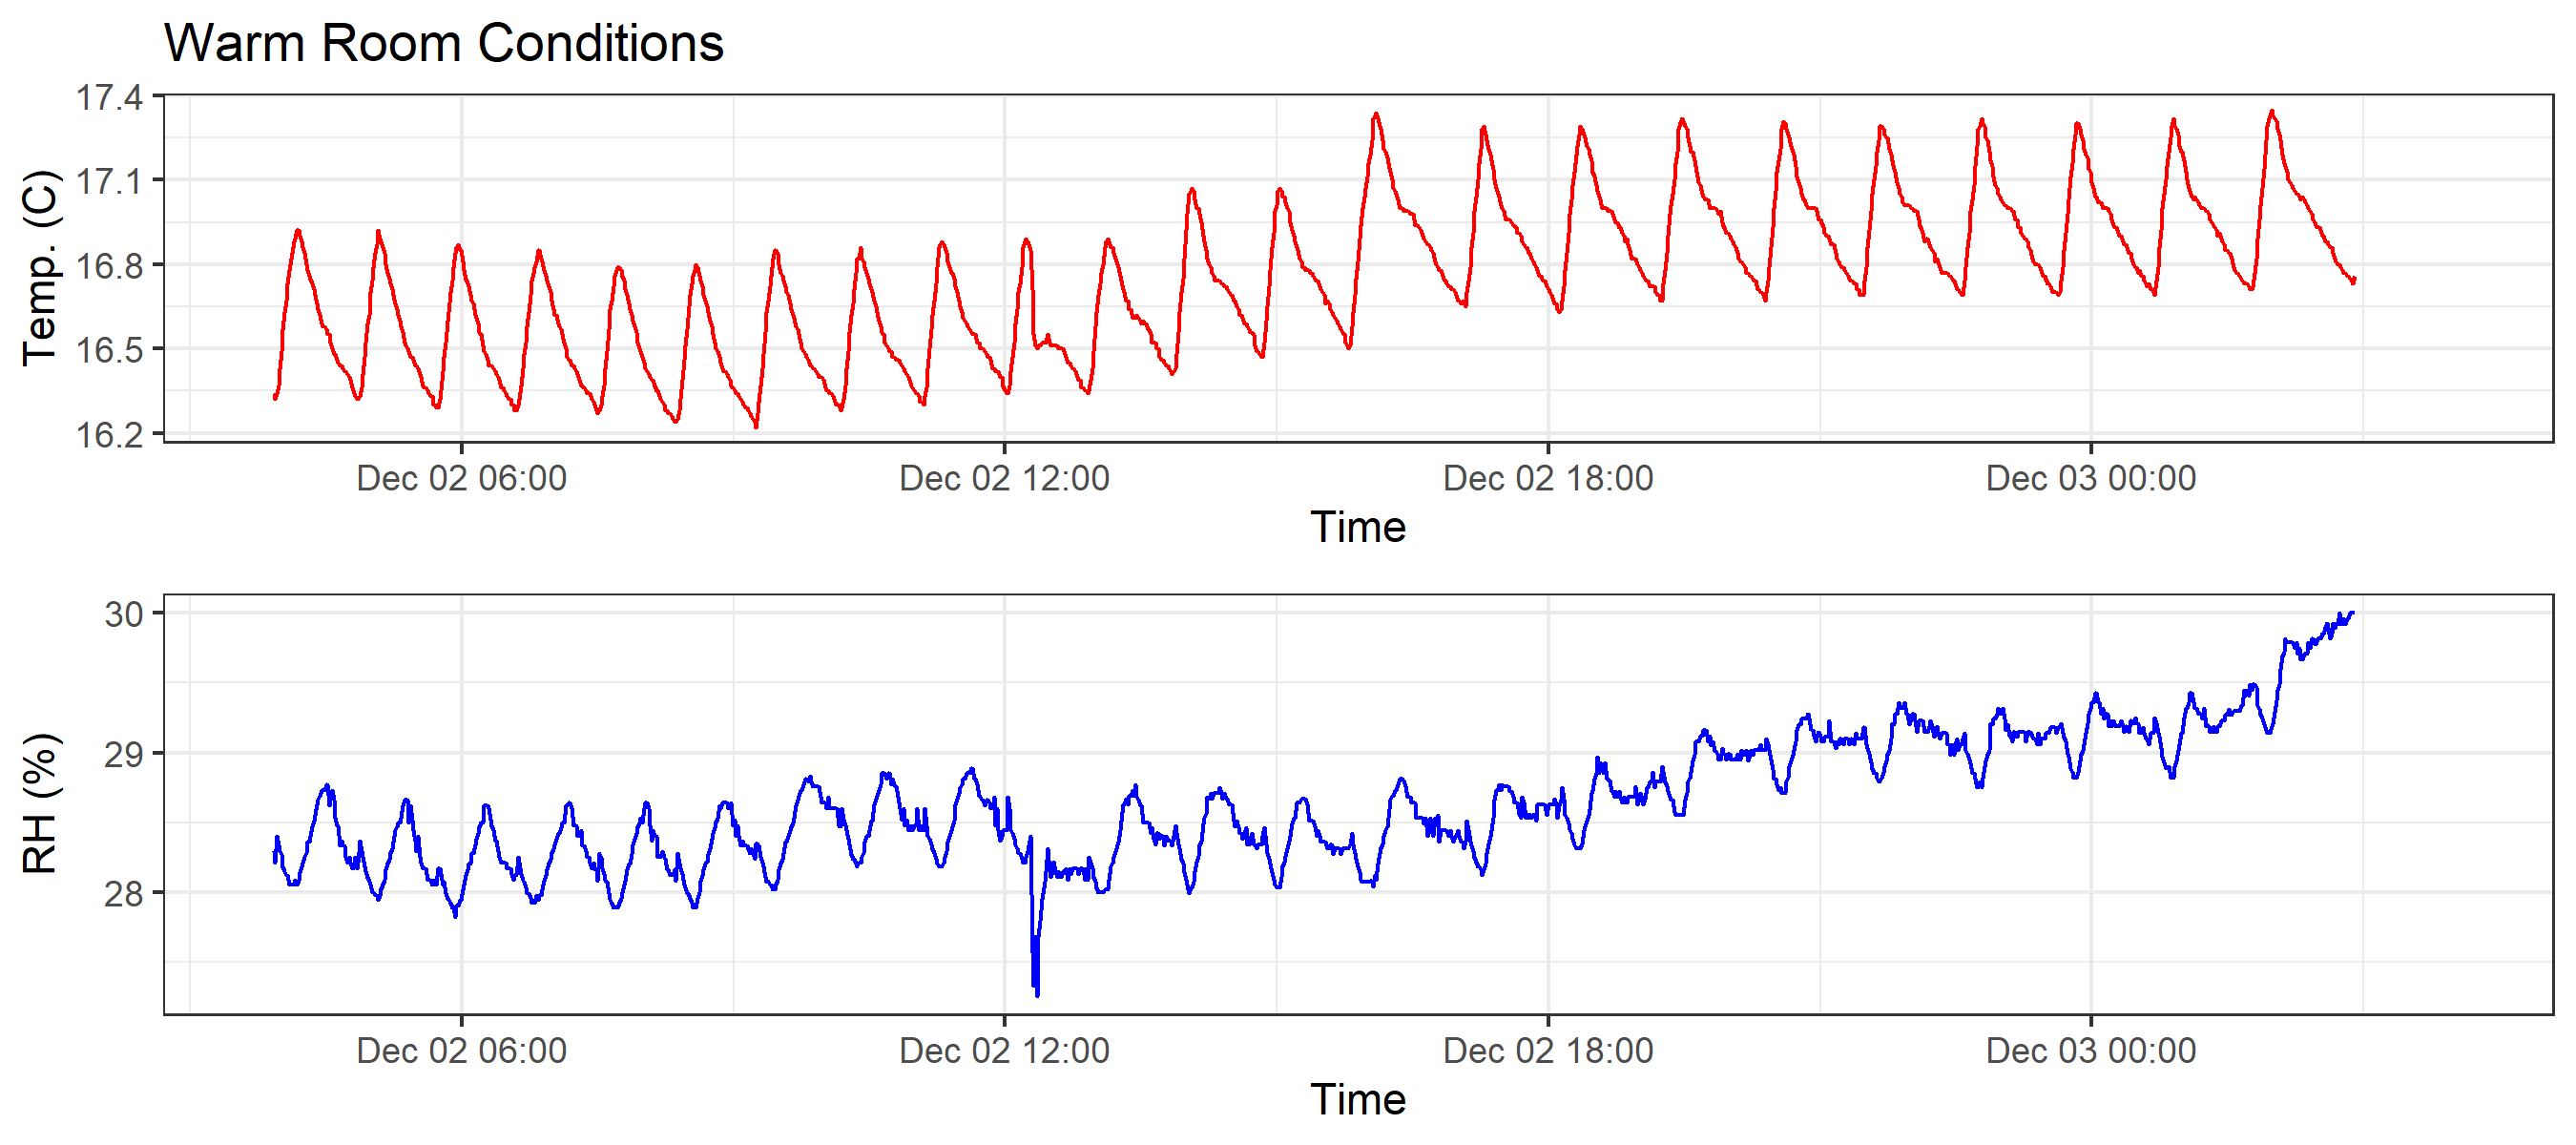 Warm Room Conditions
Temp. (C)
17.4
17.1
16.8
16.5
16.2
Dec 02 06:00 Dec 02 12:00 Dec 02 18:00 Dec 03 00:00
Time
RH (%)
30
29
28
Dec 02 06:00 Dec 02 12:00 Dec 02 18:00 Dec 03 00:00
Time